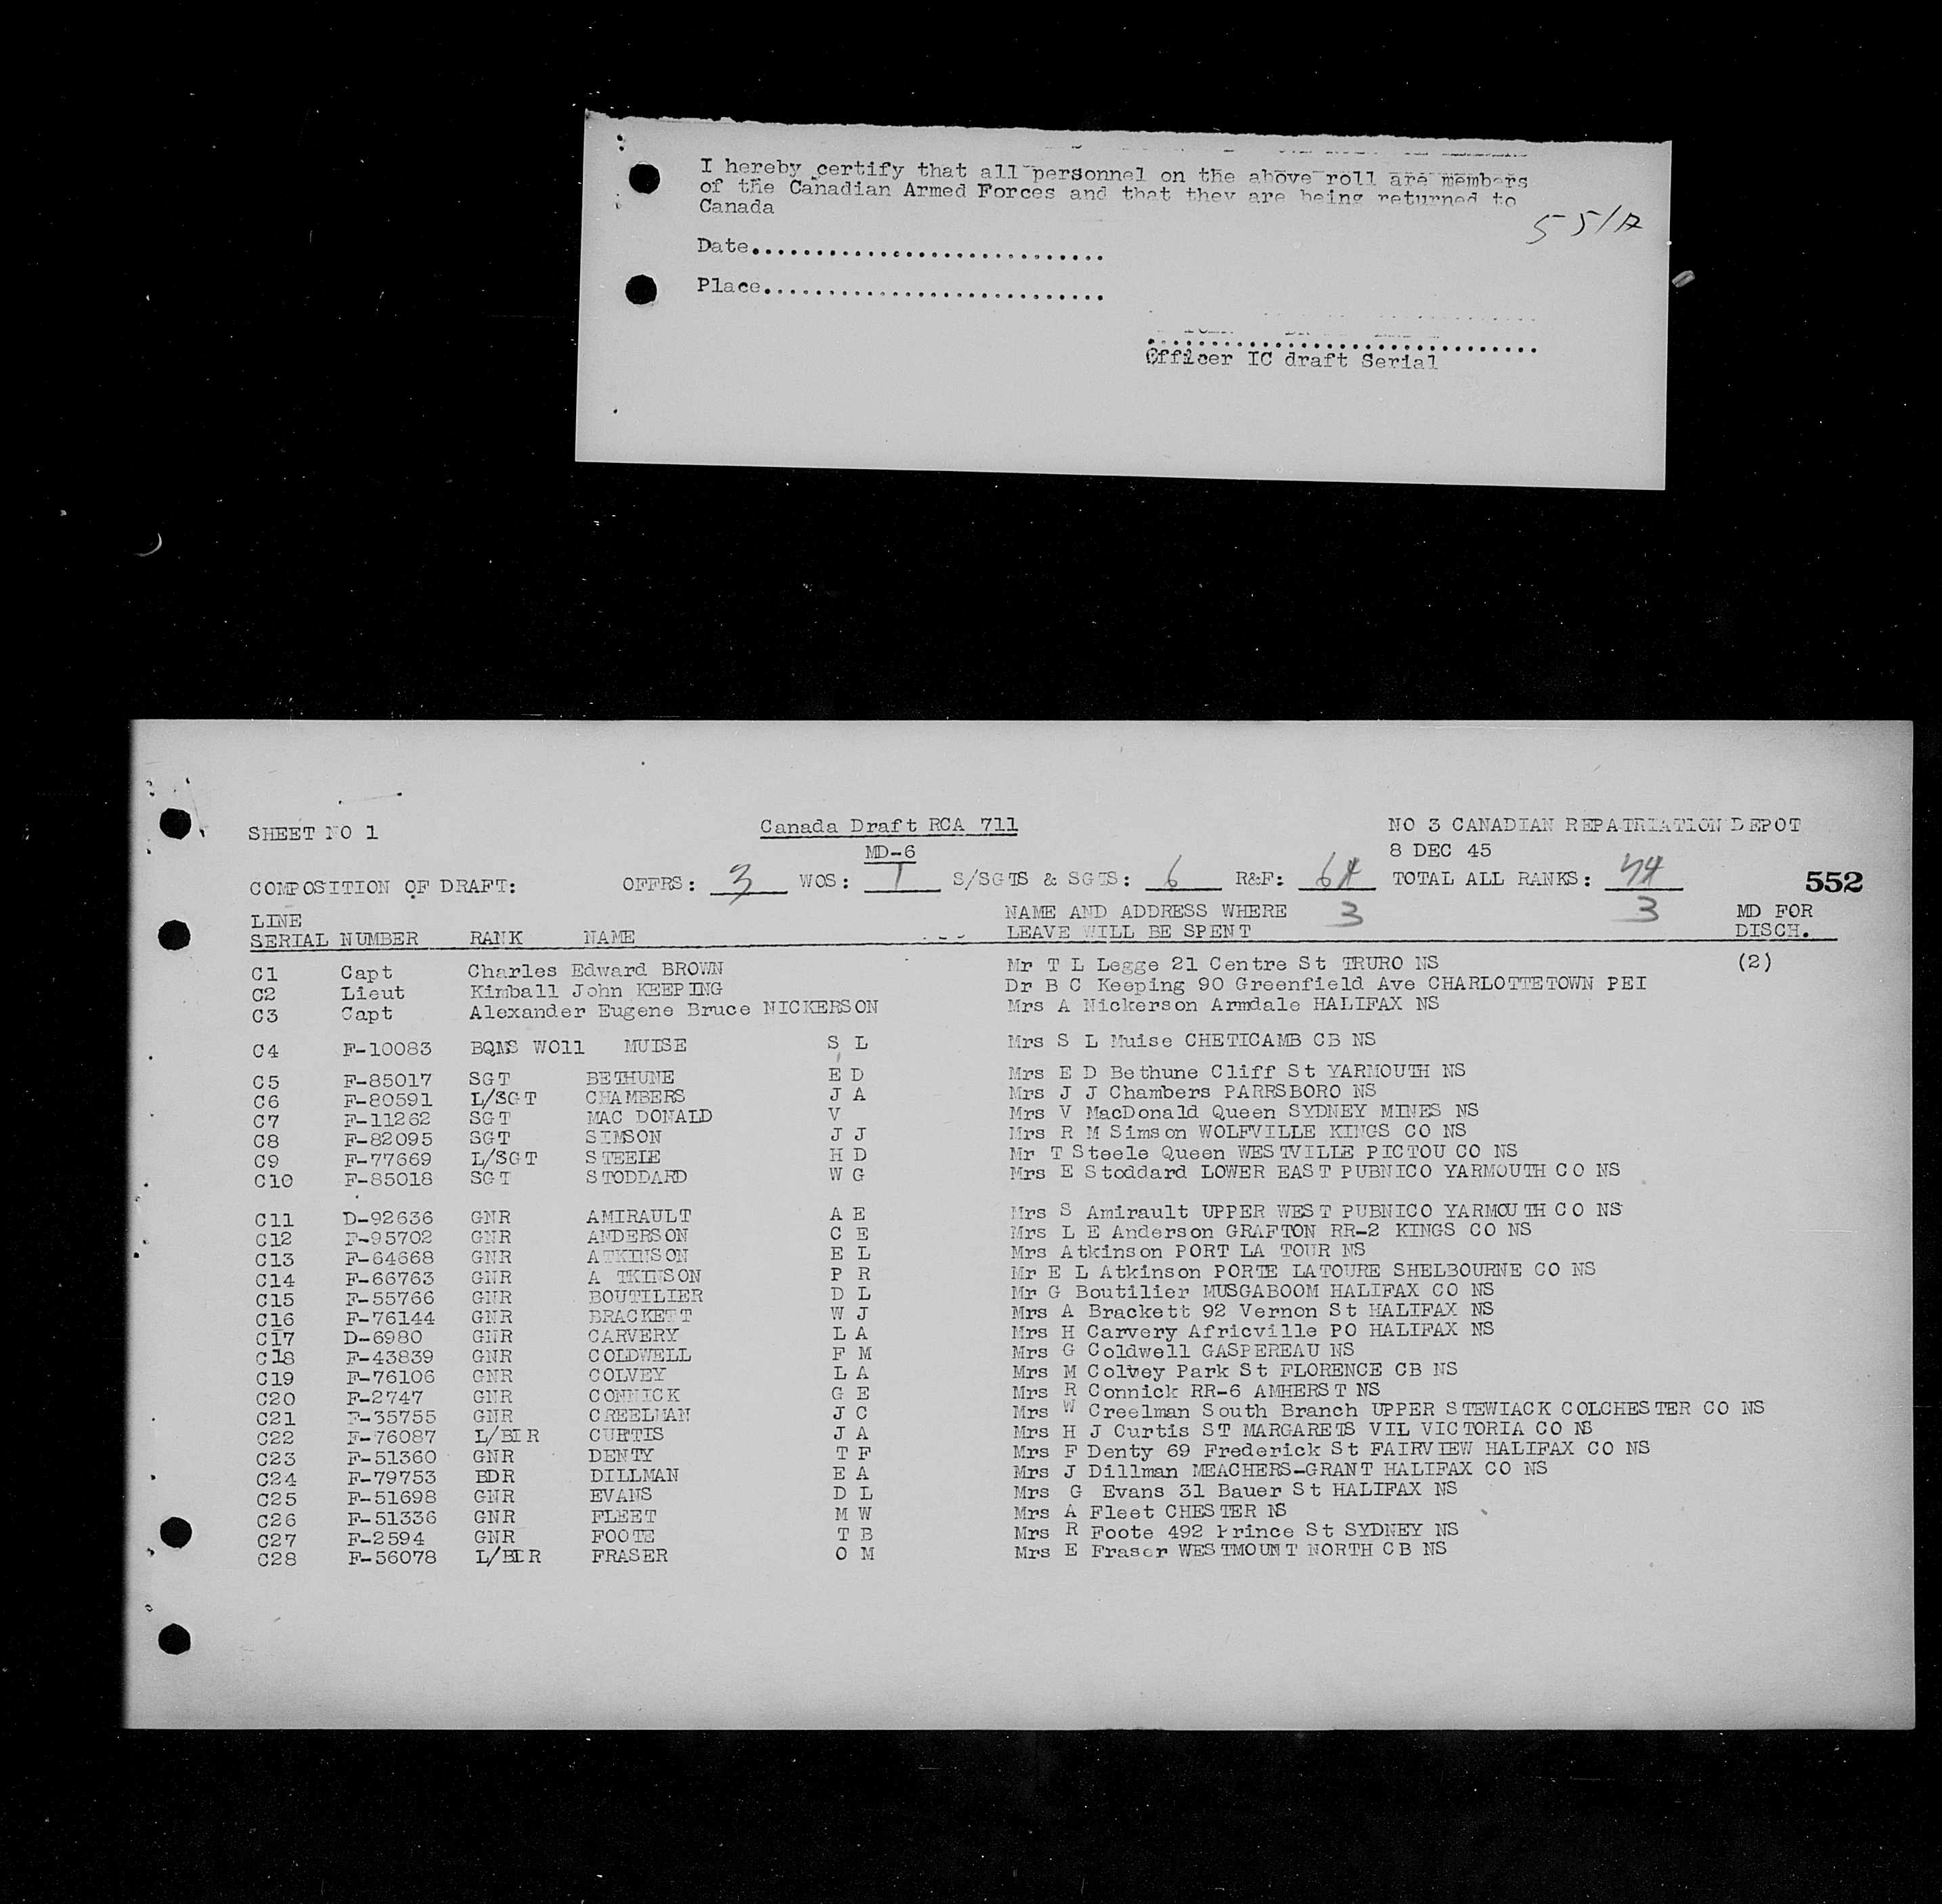 I hereby certify that all personnel on the above roll are members
of the Canadian Armed Forces and that they are being returned to
Canada
55/A
Date............................
Place...........................
...............................
Officer IC draft Serial
SHEET NO 1 Canada Draft RCA 711 NO 3 CANADIAN REPATRIATION DEPOT
MD-6 8 DEC 45
COMPOSITION OF DRAFT: OFFRS: 3 WOS: 1 S/SGTS & SGTS: 6 R&F: 64 TOTAL ALL RANKS: 74 552
3 3
LINE NAME AND ADDRESS WHERE MD FOR
SERIAL NUMBER RANK NAME LEAVE WILL BE SPENT DISCH.
C1 Capt Charles Edward BROWN Mr T L Legge 21 Centre St TRURO NS (2)
C2 Lieut Kimball John KEEPING Dr B C Keeping 90 Greenfield Ave CHARLOTTETOWN PEI
C3 Capt Alexander Eugene Bruce NICKERSON Mrs A Nickerson Armdale HALIFAX NS
C4 F-10083 BQMS WO11 MUISE S L Mrs S L Muise CHETICAMB CB NS
C5 F-85017 SGT BETHUNE E D Mrs E D Bethune Cliff St YARMOUTH NS
C6 F-80591 L/SGT CHAMBERS J A Mrs J J Chambers PARRSBORO NS
C7 F-11262 SGT MAC DONALD V Mrs V MacDonald Queen SYDNEY MINES NS
C8 F-82095 SGT SIMSON J J Mrs R M Simson WOLFVILLE KINGS CO NS
C9 F-77669 L/SGT STEELE H D Mr T Steele Queen WESTVILLE PICTOU CO NS
C10 F-85018 SGT STODDARD W G Mrs E Stoddard LOWER EAST PUBNICO YARMOUTH CO NS
C11 D-92636 GNR AMIRAULT A E Mrs S Amirault UPPER WEST PUBNICO YARMOUTH CO NS
C12 F-95702 GNR ANDERSON C E Mrs L E Anderson GRAFTON RR-2 KINGS CO NS
C13 F-64668 GNR ATKINSON E L Mrs Atkinson PORT LA TOUR NS
C14 F-66763 GNR A TKINSON P R Mr E L Atkinson PORTE LATOURE SHELBOURNE CO NS
C15 F-55766 GNR BOUTILIER D L Mr G Boutilier MUSGABOOM HALIFAX CO NS
C16 F-76144 GNR BRACKETT W J Mrs A Brackett 92 Vernon St HALIFAX NS
C17 D-6980 GNR CARVERY L A Mrs H Carvery Africville PO HALIFAX NS
C18 F-43839 GNR COLDWELL F M Mrs G Coldwell GASPEREAU NS
C19 F-76106 GNR COLVEY L A Mrs M Colvey Park St FLORENCE CB NS
C20 F-2747 GNR CONNICK G E Mrs R Connick RR-6 AMHERST NS
C21 F-35755 GNR CREELMAN J C Mrs W Creelman South Branch UPPER STEWIACK COLCHESTER CO NS
C22 F-76087 L/BDR CURTIS J A Mrs H J Curtis ST MARGARETS VIL VICTORIA CO NS
C23 F-51360 GNR DENTY T F Mrs F Denty 69 Frederick St FAIRVIEW HALIFAX CO NS
C24 F-79753 BDR DILLMAN E A Mrs J Dillman MEACHERS-GRANT HALIFAX CO NS
C25 F-51698 GNR EVANS D L Mrs G Evans 31 Bauer St HALIFAX NS
C26 F-51336 GNR FLEET M W Mrs A Fleet CHESTER NS
C27 F-2594 GNR FOOTE T B Mrs R Foote 492 Prince St SYDNEY NS
C28 F-56078 L/BDR FRASER O M Mrs E Fraser WESTMOUNT NORTH CB NS